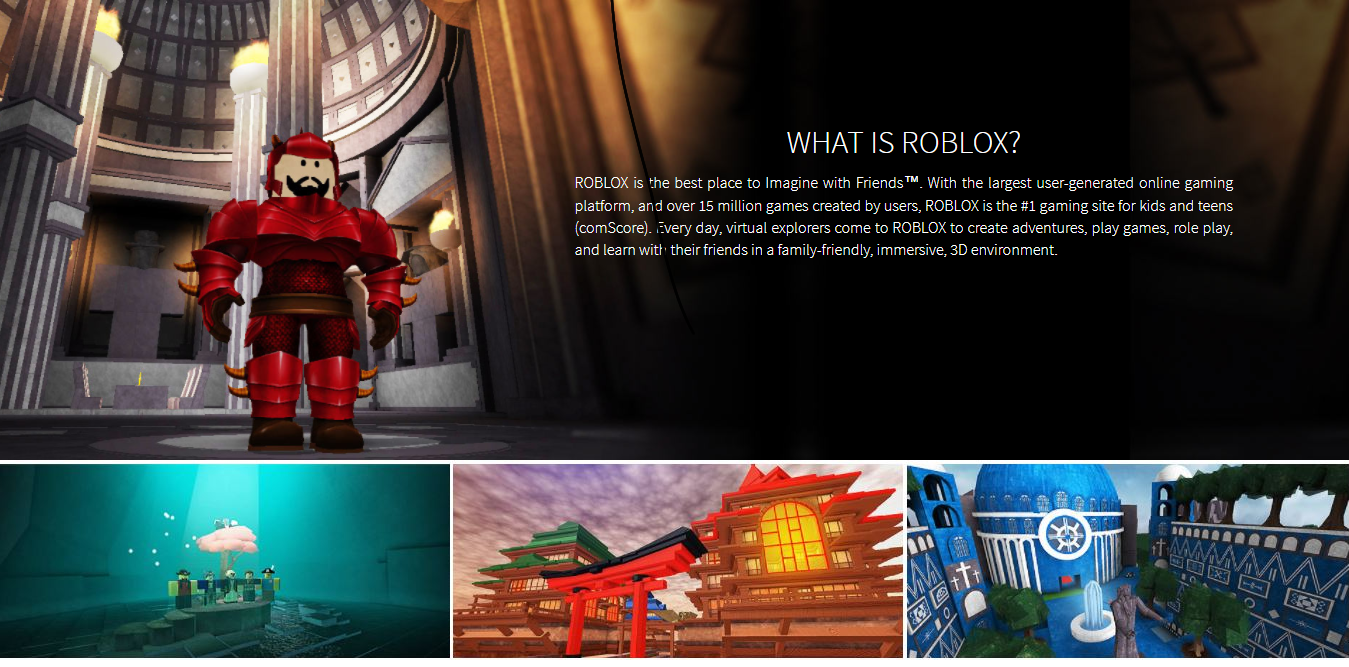 WHAT IS ROBLOX?
ROBLOX is the best place to Imagine with Friends™. With the largest user-generated online gaming
platform, and over 15 million games created by users, ROBLOX is the #1 gaming site for kids and teens
(comScore). Every day, virtual explorers come to ROBLOX to create adventures, play games, role play,
and learn with their friends in a family-friendly, immersive, 3D environment.